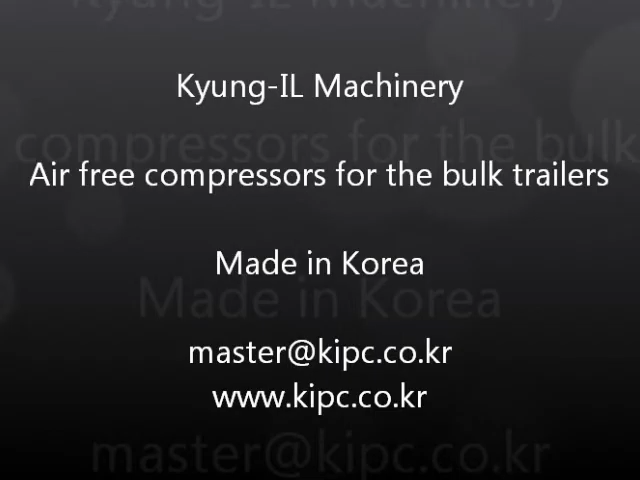 Kyung-IL Machinery
Air free compressors for the bulk trailers
Made in Korea
master@kipc.co.kr
www.kipc.co.kr